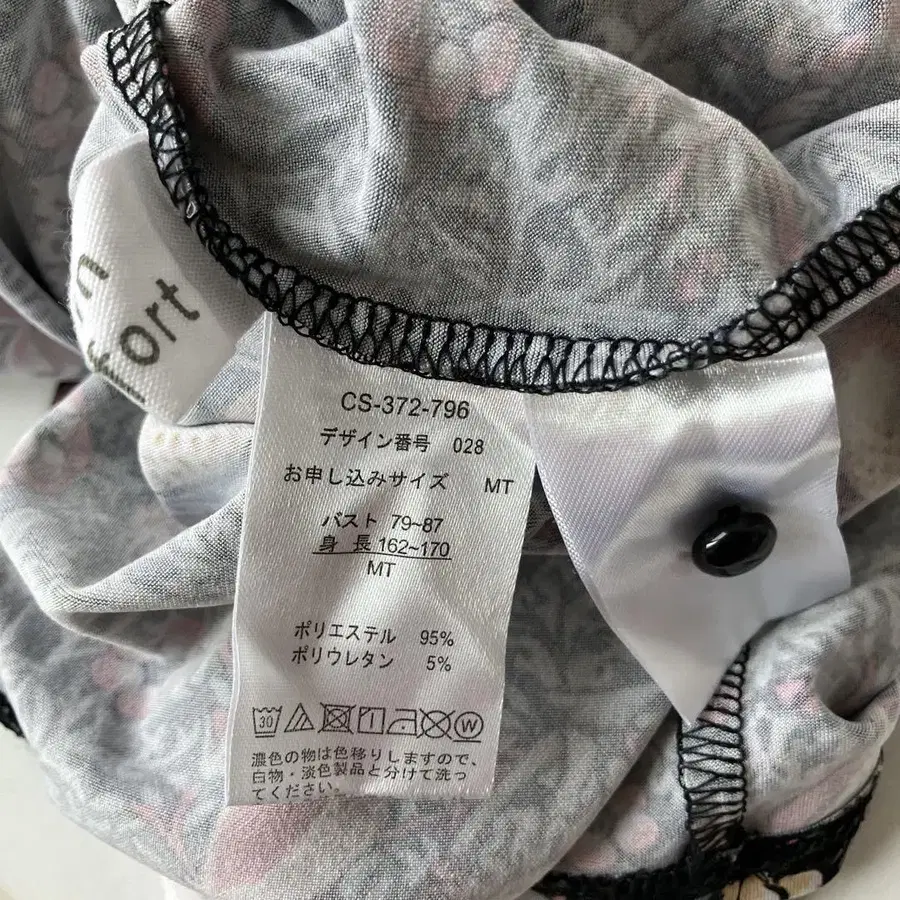 CS-372-796
デザイン番号 028
お申し込みサイズ MT
バスト 79~87
身長 162~170
MT
ポリエステル 95%
ポリウレタン 5%
30
W
濃色の物は色移りしますので、
白物・淡色製品と分けて洗っ
てください。